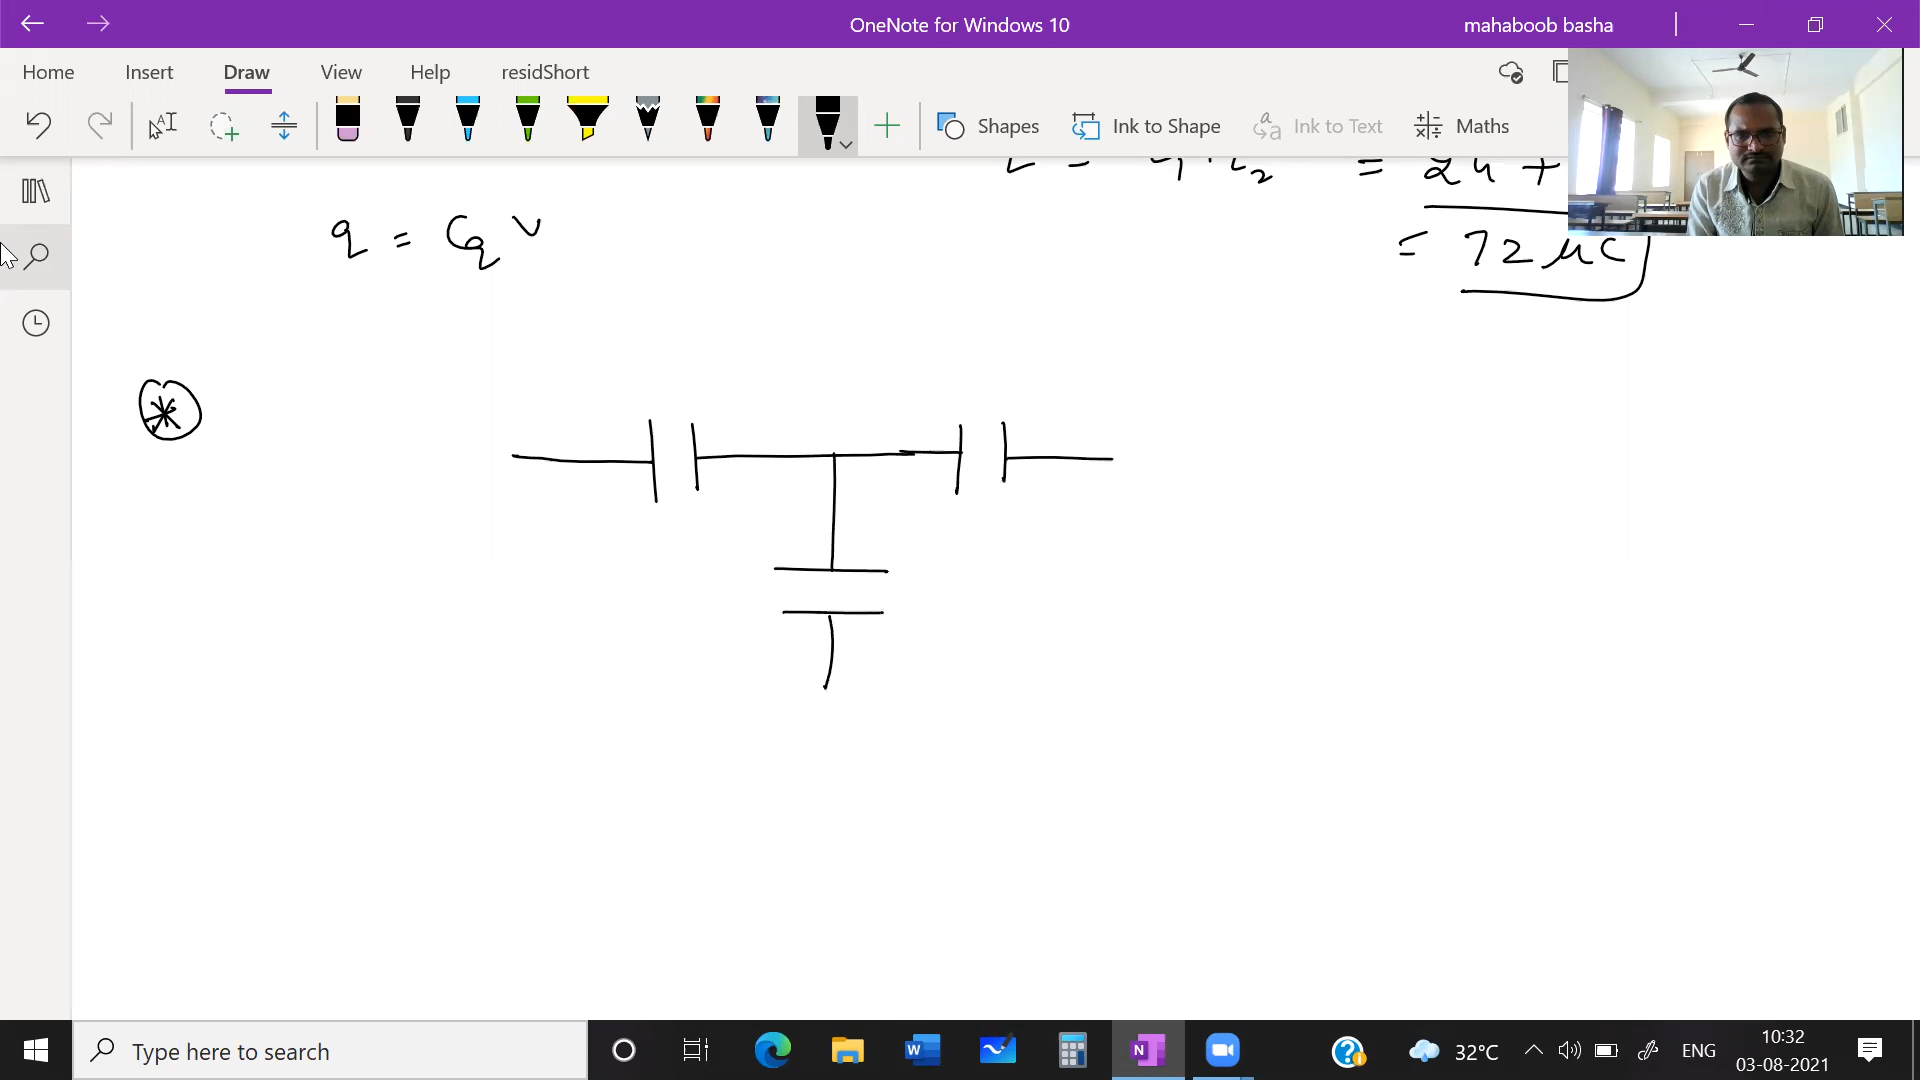 OneNote for Windows 10
mahaboob basha
Home Insert Draw View Help residShort
Shapes Ink to Shape Ink to Text Maths
= 24 +
q = Cq v
= 72 μC
Type here to search
32°C ENG 10:32
03-08-2021